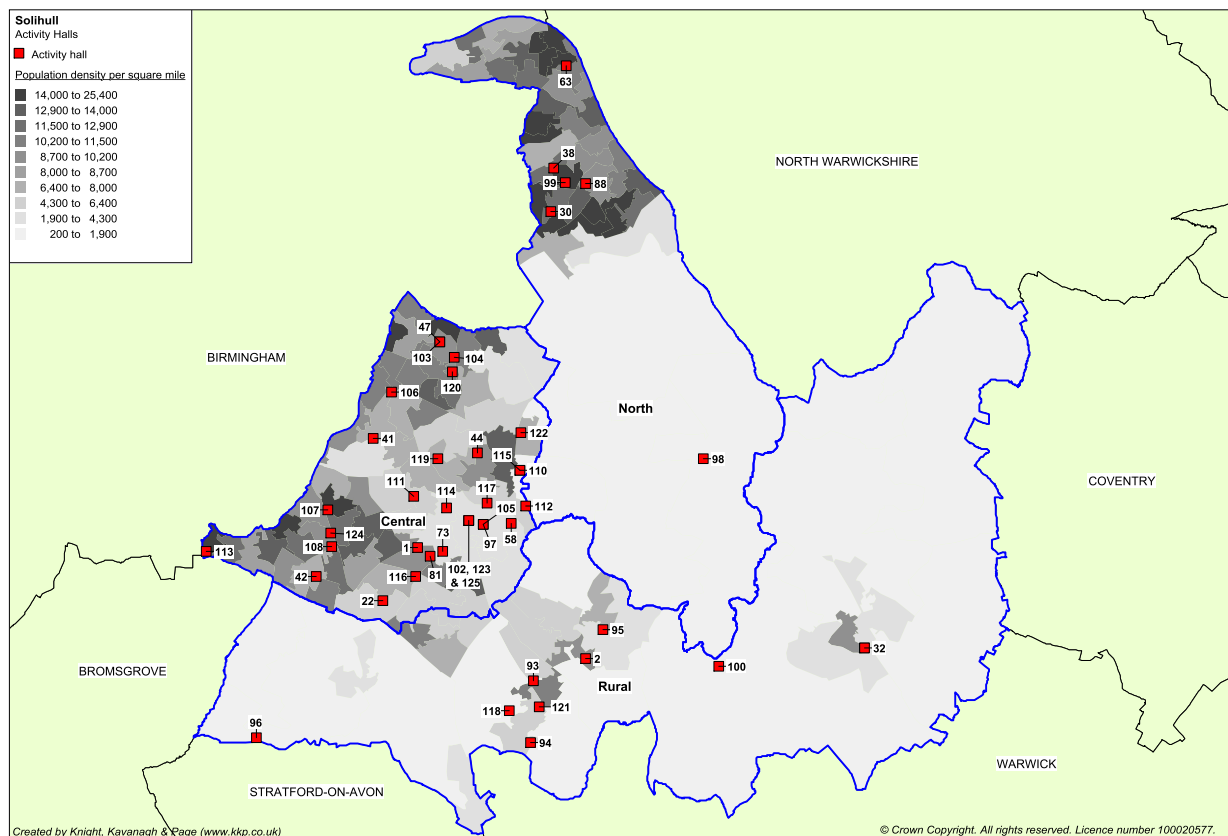 Solihull
Activity Halls
Activity hall
Population density per square mile
14,000 to 25,400
12,900 to 14,000
11,500 to 12,900
10,200 to 11,500
8,700 to 10,200
8,000 to 8,700
6,400 to 8,000
4,300 to 6,400
1,900 to 4,300
200 to 1,900
63
NORTH WARWICKSHIRE
38
99
88
30
47
103
104
BIRMINGHAM
120
106
North
41
44
122
119
115
110
98
COVENTRY
111
114
117
105
107
112
Central
124
73
97
58
108
1
113
102, 123
& 125
42
116
81
22
95
32
2
100
BROMSGROVE
93
Rural
118
121
96
94
WARWICK
STRATFORD-ON-AVON
Created by Knight, Kavanagh & Page (www.kkp.co.uk)
© Crown Copyright. All rights reserved. Licence number 100020577.